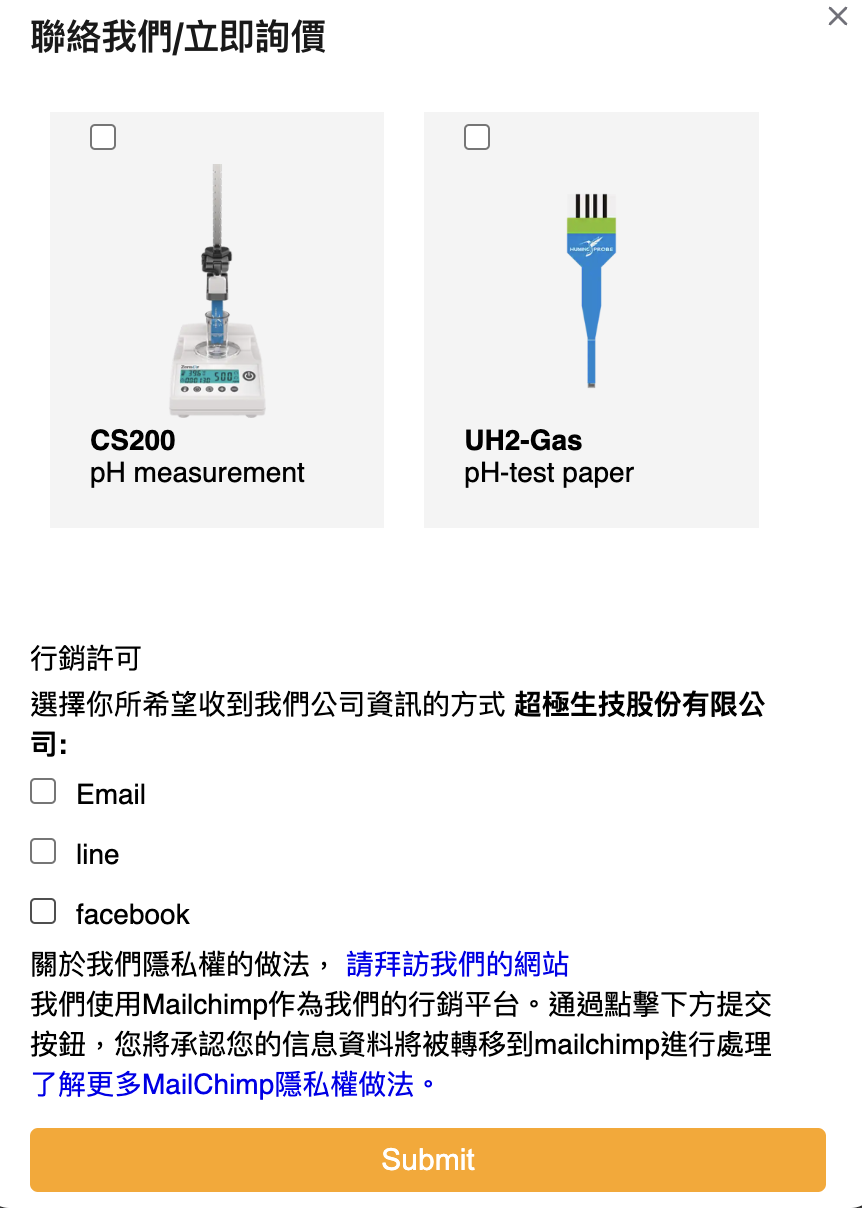 聯絡我們/立即詢價
HUMING PROBE
500
CS200
pH measurement
UH2-Gas
pH-test paper
行銷許可
選擇你所希望收到我們公司資訊的方式 超極生技股份有限公
司:
Email
line
facebook
關於我們隱私權的做法， 請拜訪我們的網站
我們使用Mailchimp作為我們的行銷平台。通過點擊下方提交
按鈕，您將承認您的信息資料將被轉移到mailchimp進行處理
了解更多MailChimp隱私權做法。
Submit